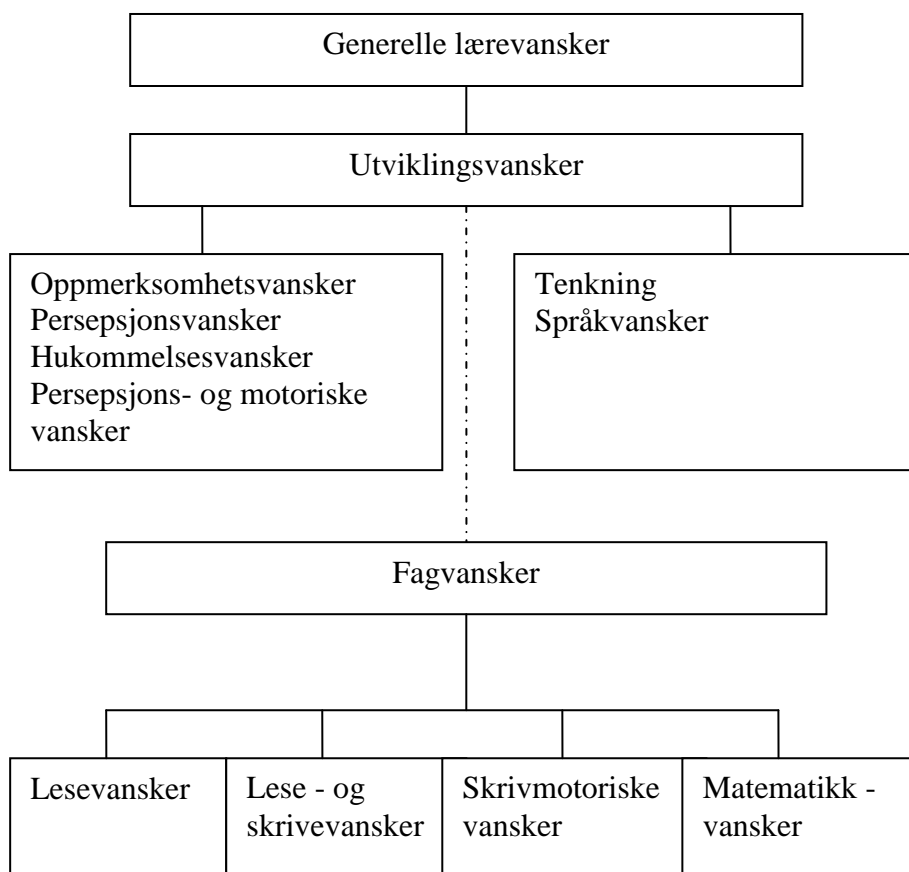 Generelle lærevansker
Utviklingsvansker
Oppmerksomhetsvansker
Persepsjonsvansker
Hukommelsesvansker
Persepsjons- og motoriske
vansker
Tenkning
Språkvansker
Fagvansker
Lesevansker
Lese - og
skrivevansker
Skrivmotoriske
vansker
Matematikk -
vansker